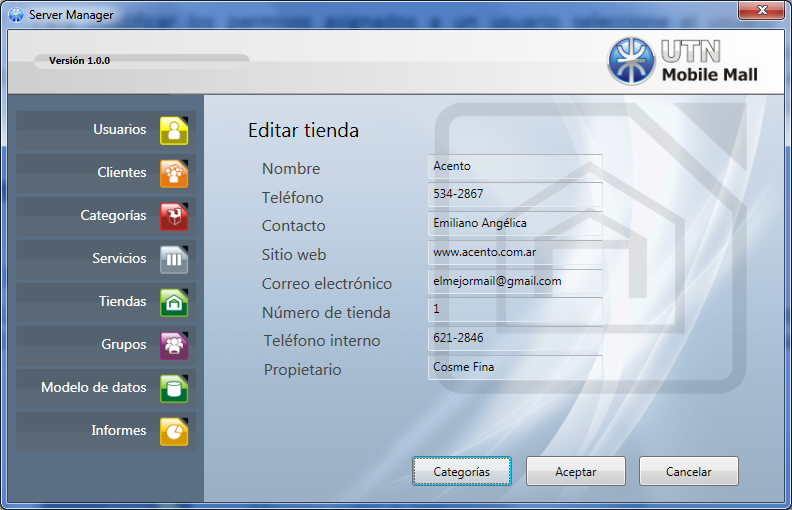 Server Manager
Versión 1.0.0
UTN
Mobile Mall
Usuarios
Clientes
Categorías
Servicios
Tiendas
Grupos
Modelo de datos
Informes
Editar tienda
Nombre Acento
Teléfono 534-2867
Contacto Emiliano Angélica
Sitio web www.acento.com.ar
Correo electrónico elmejormail@gmail.com
Número de tienda 1
Teléfono interno 621-2846
Propietario Cosme Fina
Categorías Aceptar Cancelar